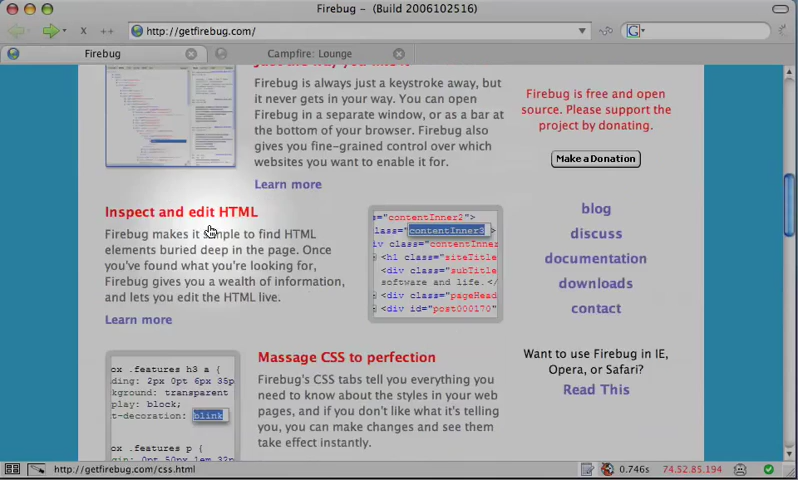 Firebug - (Build 2006102516)
http://getfirebug.com/
G
Firebug
Campfire: Lounge
Firebug is always just a keystroke away, but
it never gets in your way. You can open
Firebug in a separate window, or as a bar at
the bottom of your browser. Firebug also
gives you fine-grained control over which
websites you want to enable it for.
Learn more
Firebug is free and open
source. Please support the
project by donating.
Make a Donation
Inspect and edit HTML
Firebug makes it simple to find HTML
elements buried deep in the page. Once
you've found what you're looking for,
Firebug gives you a wealth of information,
and lets you edit the HTML live.
Learn more
s="contentInner2">
lass="contentInner3">
iv class="contentInne
<h1 class="siteTitle
<div class="subTitle
software and life.</
<div class="pageHead
<div id="post000170"
blog
discuss
documentation
downloads
contact
Want to use Firebug in IE,
Opera, or Safari?
Read This
ox .features h3 a {
ding: 2px 0pt 6px 35p
kground: transparent
play: block;
t-decoration: blink
ox .features p {
Massage CSS to perfection
Firebug's CSS tabs tell you everything you
need to know about the styles in your web
pages, and if you don't like what it's telling
you, you can make changes and see them
take effect instantly.
http://getfirebug.com/css.html
0.746s
74.52.85.194